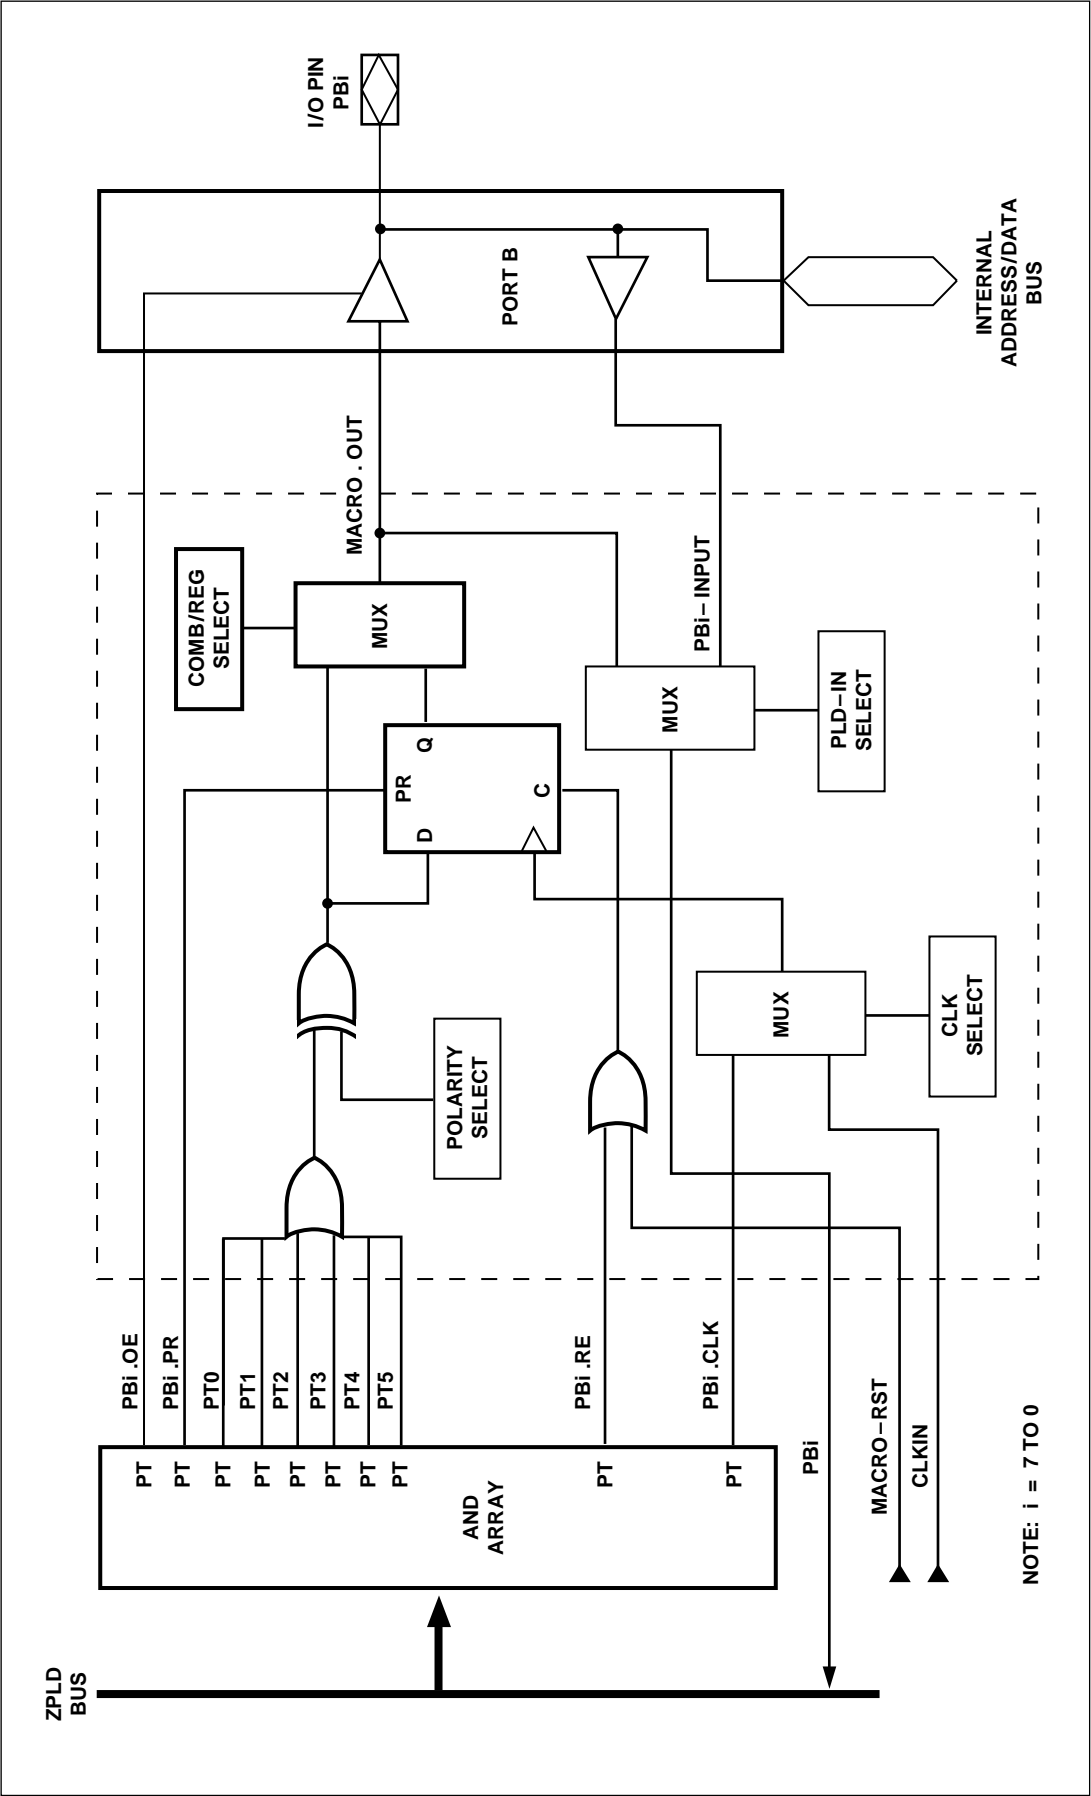 ZPLD
BUS
AND
ARRAY
PT
PT
PT
PT
PT
PT
PT
PT
PT
PT
PBi .OE
PBi .PR
PT0
PT1
PT2
PT3
PT4
PT5
PBi .RE
PBi .CLK
PBi
MACRO–RST
CLKIN
POLARITY
SELECT
MUX
CLK
SELECT
D
PR
Q
C
COMB/REG
SELECT
MUX
MUX
PLD–IN
SELECT
MACRO . OUT
PBi– INPUT
PORT B
I/O PIN
PBi
INTERNAL
ADDRESS/DATA
BUS
NOTE: i = 7 TO 0